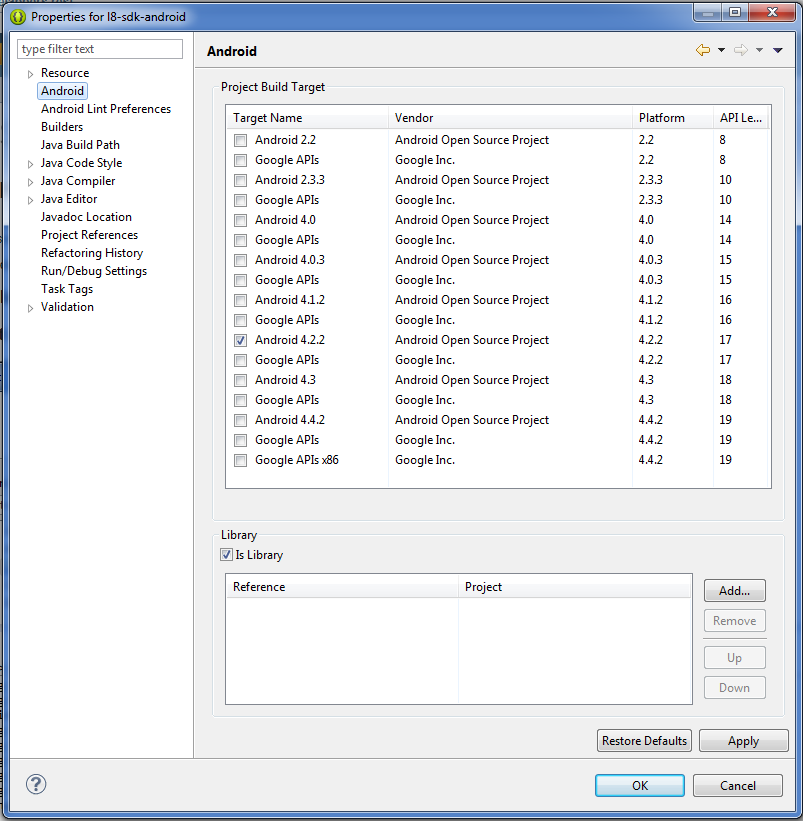 Properties for l8-sdk-android
type filter text
Resource
Android
Android Lint Preferences
Builders
Java Build Path
Java Code Style
Java Compiler
Java Editor
Javadoc Location
Project References
Refactoring History
Run/Debug Settings
Task Tags
Validation
Android
Project Build Target
Target Name Vendor Platform API Le...
Android 2.2 Android Open Source Project 2.2 8
Google APIs Google Inc. 2.2 8
Android 2.3.3 Android Open Source Project 2.3.3 10
Google APIs Google Inc. 2.3.3 10
Android 4.0 Android Open Source Project 4.0 14
Google APIs Google Inc. 4.0 14
Android 4.0.3 Android Open Source Project 4.0.3 15
Google APIs Google Inc. 4.0.3 15
Android 4.1.2 Android Open Source Project 4.1.2 16
Google APIs Google Inc. 4.1.2 16
Android 4.2.2 Android Open Source Project 4.2.2 17
Google APIs Google Inc. 4.2.2 17
Android 4.3 Android Open Source Project 4.3 18
Google APIs Google Inc. 4.3 18
Android 4.4.2 Android Open Source Project 4.4.2 19
Google APIs Google Inc. 4.4.2 19
Google APIs x86 Google Inc. 4.4.2 19
Library
Is Library
Reference Project
Add...
Remove
Up
Down
Restore Defaults Apply
? OK Cancel